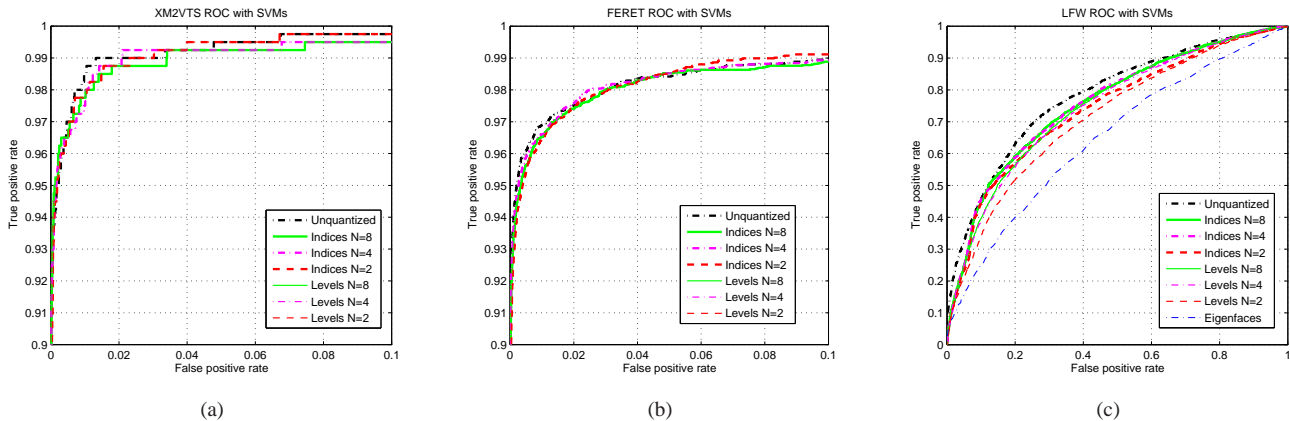 XM2VTS ROC with SVMs
True positive rate
1
0.99
0.98
0.97
0.96
0.95
0.94
0.93
0.92
0.91
0.9
0 0.02 0.04 0.06 0.08 0.1
False positive rate
Unquantized
Indices N=8
Indices N=4
Indices N=2
Levels N=8
Levels N=4
Levels N=2
(a)
FERET ROC with SVMs
True positive rate
1
0.99
0.98
0.97
0.96
0.95
0.94
0.93
0.92
0.91
0.9
0 0.02 0.04 0.06 0.08 0.1
False positive rate
Unquantized
Indices N=8
Indices N=4
Indices N=2
Levels N=8
Levels N=4
Levels N=2
(b)
LFW ROC with SVMs
True positive rate
1
0.9
0.8
0.7
0.6
0.5
0.4
0.3
0.2
0.1
0
0 0.2 0.4 0.6 0.8 1
False positive rate
Unquantized
Indices N=8
Indices N=4
Indices N=2
Levels N=8
Levels N=4
Levels N=2
Eigenfaces
(c)